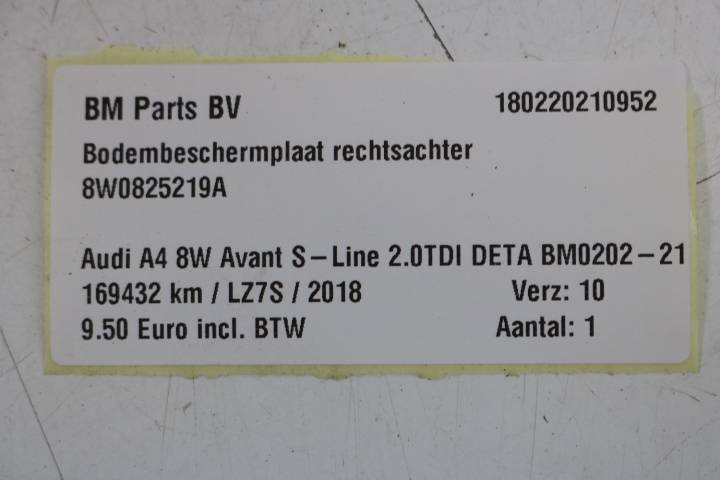 BM Parts BV 180220210952
Bodembeschermplaat rechtsachter
8W0825219A
Audi A4 8W Avant S-Line 2.0TDI DETA BM0202-21
169432 km / LZ7S / 2018 Verz: 10
9.50 Euro incl. BTW Aantal: 1